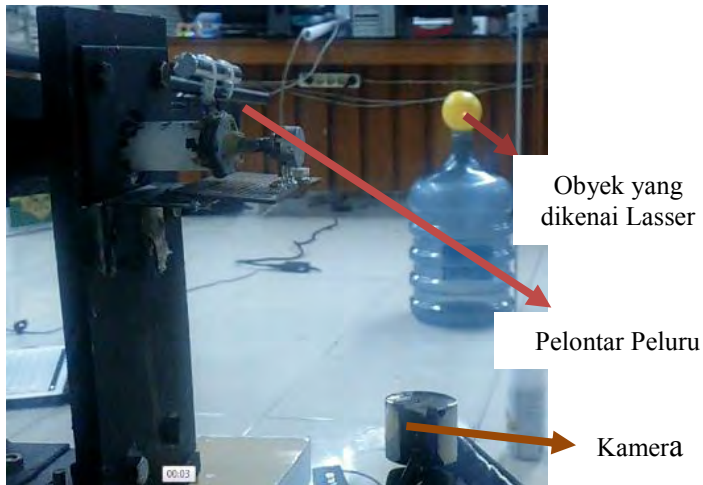 Obyek yang
dikenai Lasser
Pelontar Peluru
Kamera
00:03